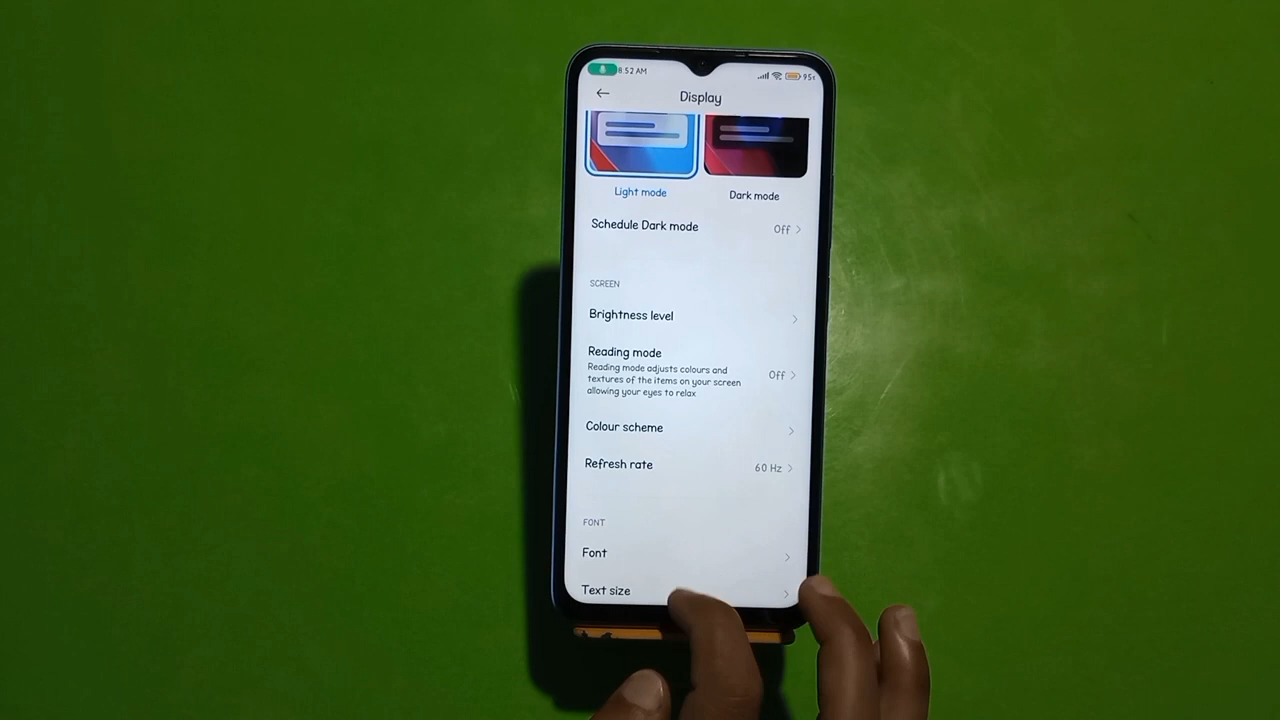 8:52 AM
95%
Display
Light mode
Dark mode
Schedule Dark mode
Off
SCREEN
Brightness level
Reading mode
Reading mode adjusts colours and
textures of the items on your screen
allowing your eyes to relax
Off
Colour scheme
Refresh rate
60 Hz
FONT
Font
Text size